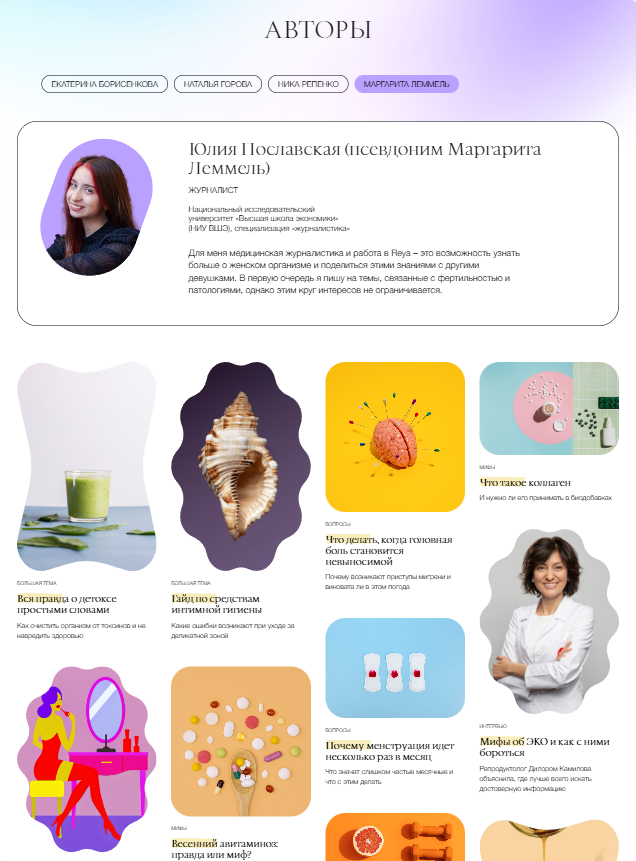 АВТОРЫ
ЕКАТЕРИНА БОРИСЕНКОВА
НАТАЛЬЯ ГОРОВА
НИКА РЕПЕНКО
МАРГАРИТА ЛЕММЕЛЬ
Юлия Пославская (псевдоним Маргарита
Леммель)
ЖУРНАЛИСТ
Национальный исследовательский
университет «Высшая школа экономики»
(НИУ ВШЭ), специализация «журналистика»
Для меня медицинская журналистика и работа в Reya – это возможность узнать
больше о женском организме и поделиться этими знаниями с другими
девушками. В первую очередь я пишу на темы, связанные с фертильностью и
патологиями, однако этим круг интересов не ограничивается.
БОЛЬШАЯ ТЕМА
Вся правда о детоксе
простыми словами
Как очистить организм от токсинов и не
навредить здоровью
БОЛЬШАЯ ТЕМА
Гайд по средствам
интимной гигиены
Какие ошибки возникают при уходе за
деликатной зоной
МИФЫ
Весенний авитаминоз:
правда или миф?
ВОПРОСЫ
Что делать, когда головная
боль становится
невыносимой
Почему возникают приступы мигрени и
виновата ли в этом погода
ВОПРОСЫ
Почему менструация идет
несколько раз в месяц
Что значат слишком частые месячные и
что с этим делать
МИФЫ
Что такое коллаген
И нужно ли его принимать в биодобавках
ИНТЕРВЬЮ
Мифы об ЭКО и как с ними
бороться
Репродуктолог Дилором Камилова
объяснила, где лучше всего искать
достоверную информацию